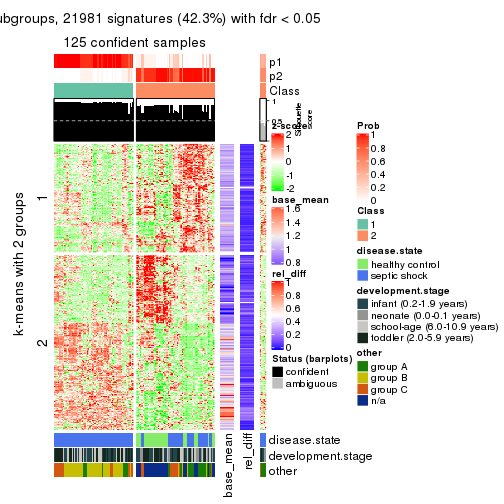 ubgroups, 21981 signatures (42.3%) with fdr < 0.05
125 confident samples
p1
p2
Class
1
0.5
0
Silhouette
score
k-means with 2 groups
1
2
z-score
2
1
0
-1
-2
base_mean
1.6
1.4
1.2
1
0.8
rel_diff
1
0.8
0.6
0.4
0.2
0
Status (barplots)
confident
ambiguous
Prob
1
0.8
0.6
0.4
0.2
0
Class
1
2
disease.state
healthy control
septic shock
development.stage
infant (0.2-1.9 years)
neonate (0.0-0.1 years)
school-age (6.0-10.9 years)
toddler (2.0-5.9 years)
other
group A
group B
group C
n/a
disease.state
development.stage
other
base_mean
rel_diff